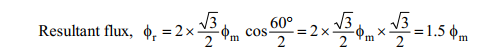 Resultant flux, ϕr = 2 × √3/2 ϕm cos 60°/2 = 2 × √3/2 ϕm × √3/2 = 1.5 ϕm